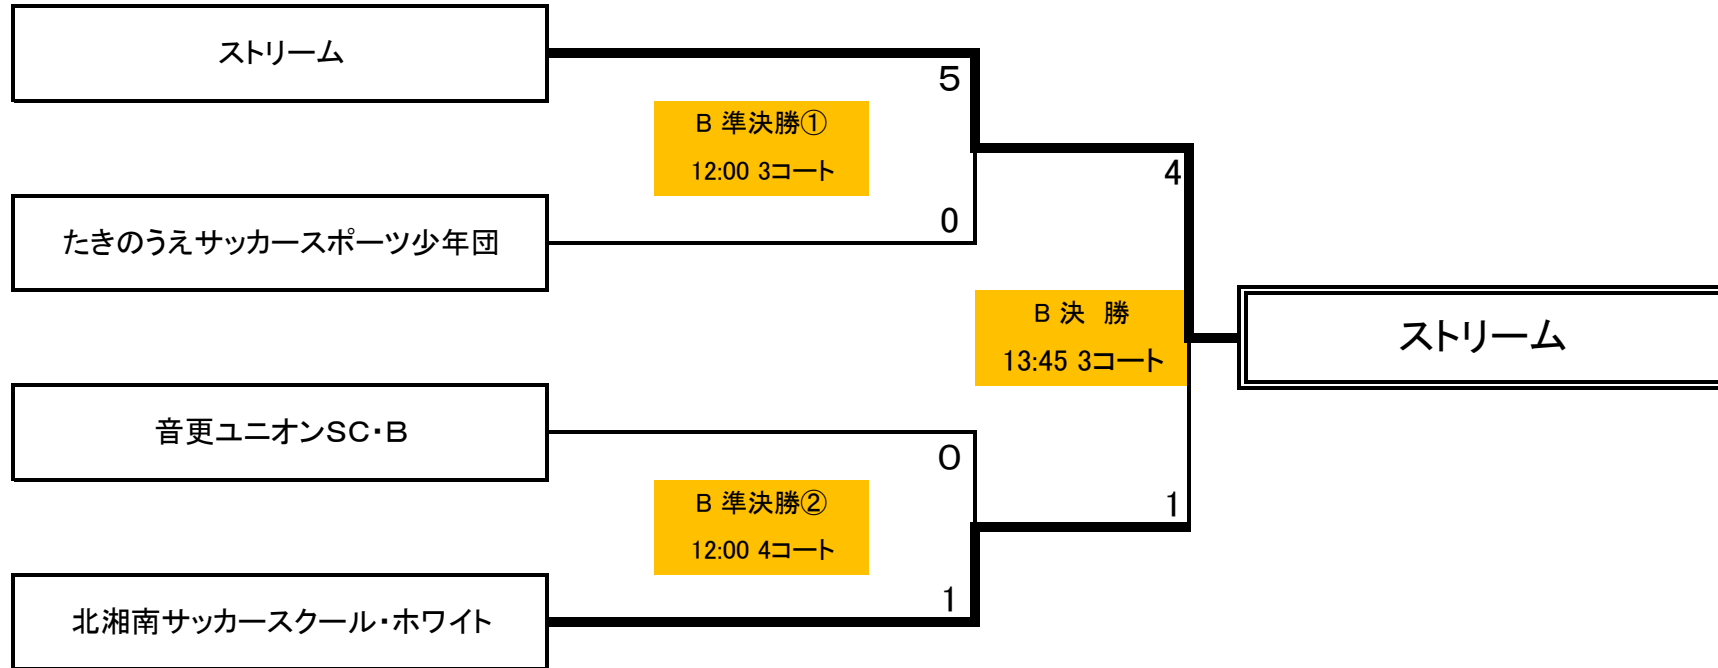 ストリーム
5
B 準決勝①
12:00 3コート
0
たきのうえサッカースポーツ少年団
4
B 決　勝
13:45 3コート
ストリーム
音更ユニオンSC・B
0
B 準決勝②
12:00 4コート
1
1
北湘南サッカースクール・ホワイト